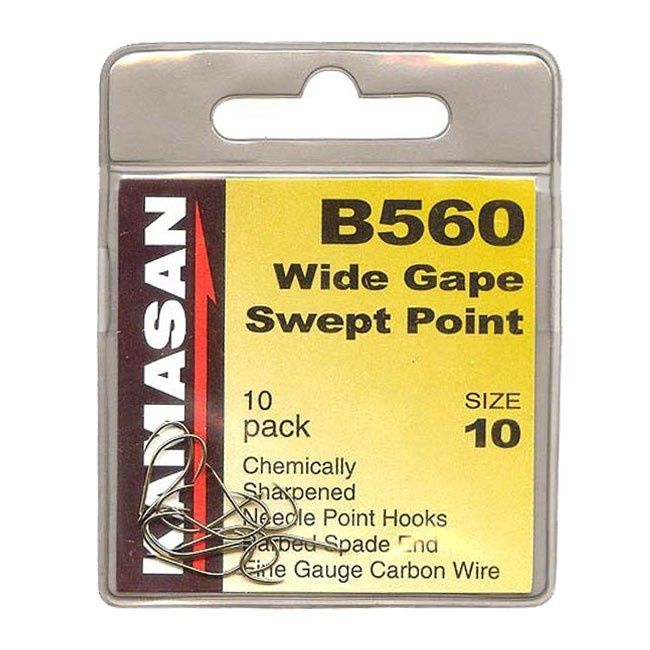 KAMASAN
B560
Wide Gape
Swept Point
10
pack
SIZE
10
Chemically
Sharpened
Needle Point Hooks
Barbed Spade End
Fine Gauge Carbon Wire